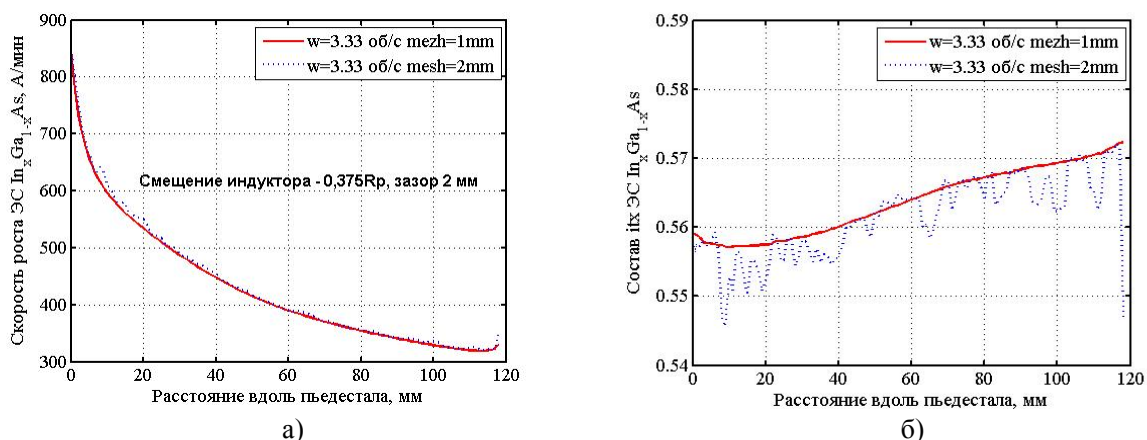 900
800
700
600
500
400
300
0
20
40
60
80
100
120
Скорость роста ЭС InₓGa₁₋ₓAs, А/мин
w=3.33 об/с mezh=1mm
w=3.33 об/с mesh=2mm
Смещение индуктора - 0,375Rp, зазор 2 мм
Расстояние вдоль пьедестала, мм
а)
0.59
0.58
0.57
0.56
0.55
0.54
0
20
40
60
80
100
120
Состав itx ЭС InₓGa₁₋ₓAs
w=3.33 об/с mezh=1mm
w=3.33 об/с mesh=2mm
Расстояние вдоль пьедестала, мм
б)